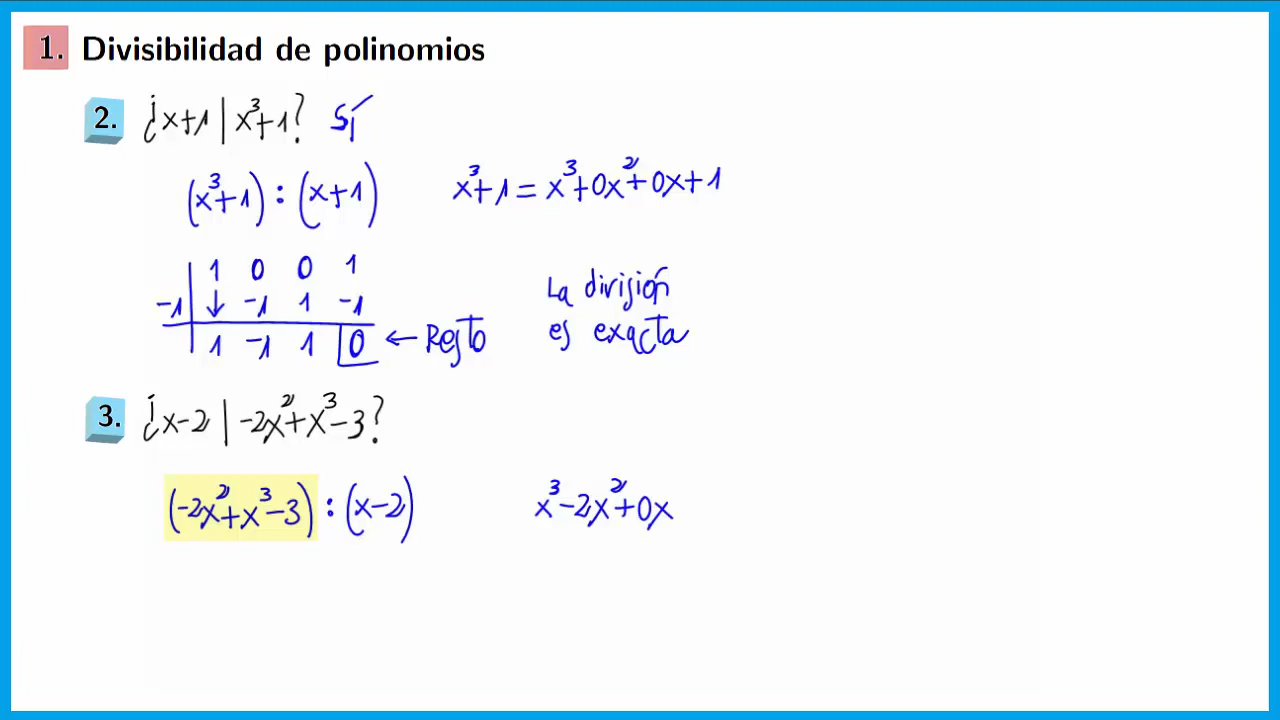 1. Divisibilidad de polinomios
2. ¿x+1 | x³+1? Sí
(x³+1) : (x+1) x³+1 = x³+0x²+0x+1
1 0 0 1
-1 ↓ -1 1 -1
1 -1 1 0 ← Resto
La división
es exacta
3. ¿x-2 | -2x²+x³-3?
(-2x²+x³-3) : (x-2) x³-2x²+0x